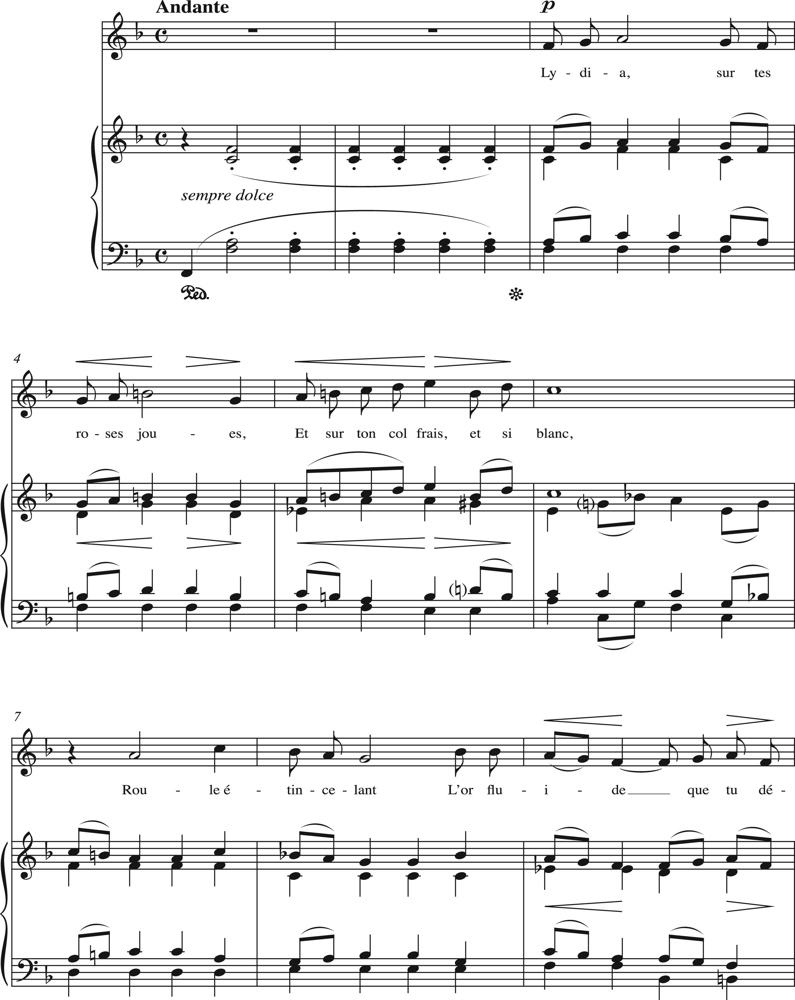 Andante
p
Ly - di - a, sur tes
sempre dolce
Ped.
4
ro - ses jou - es, Et sur ton col frais, et si blanc,
7
Rou - le é - tin - ce - lant L’or flu - i - de que tu dé -